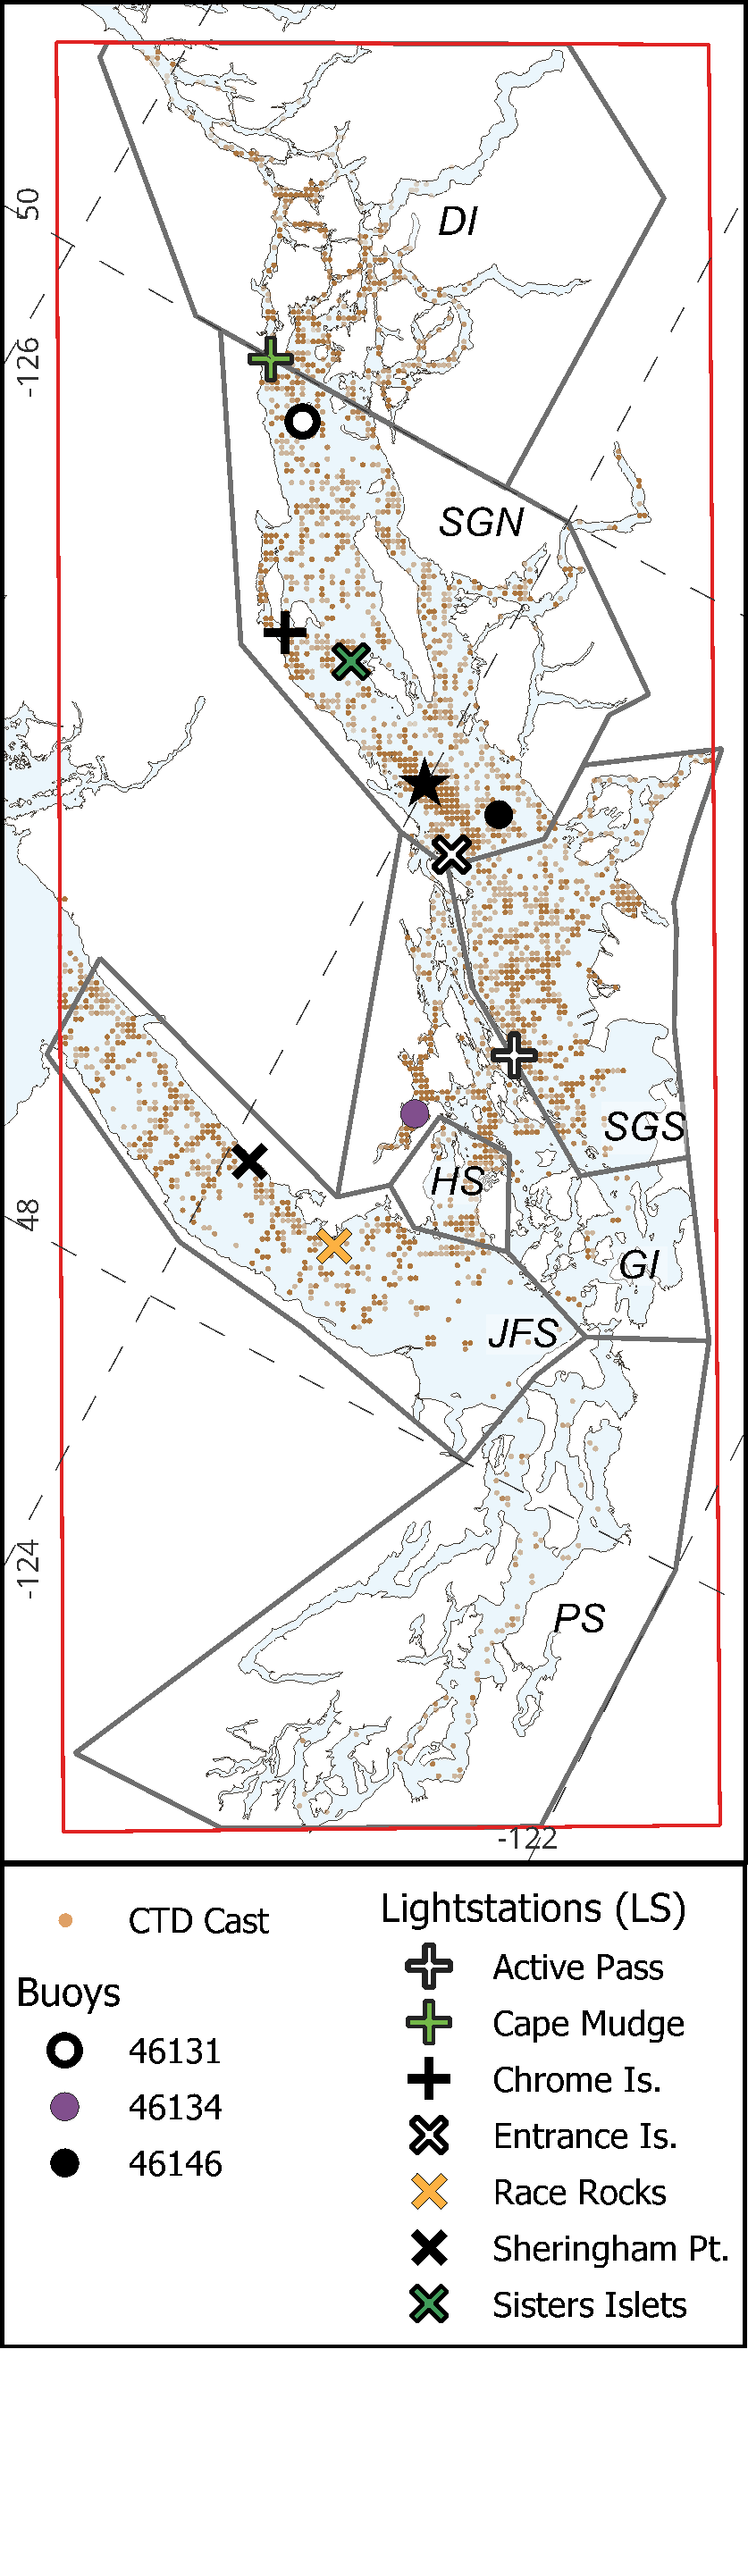 50
DI
-126
SGN
SGS
HS
48
GI
JFS
-124
PS
-122
CTD Cast
Buoys
46131
46134
46146
Lightstations (LS)
Active Pass
Cape Mudge
Chrome Is.
Entrance Is.
Race Rocks
Sheringham Pt.
Sisters Islets